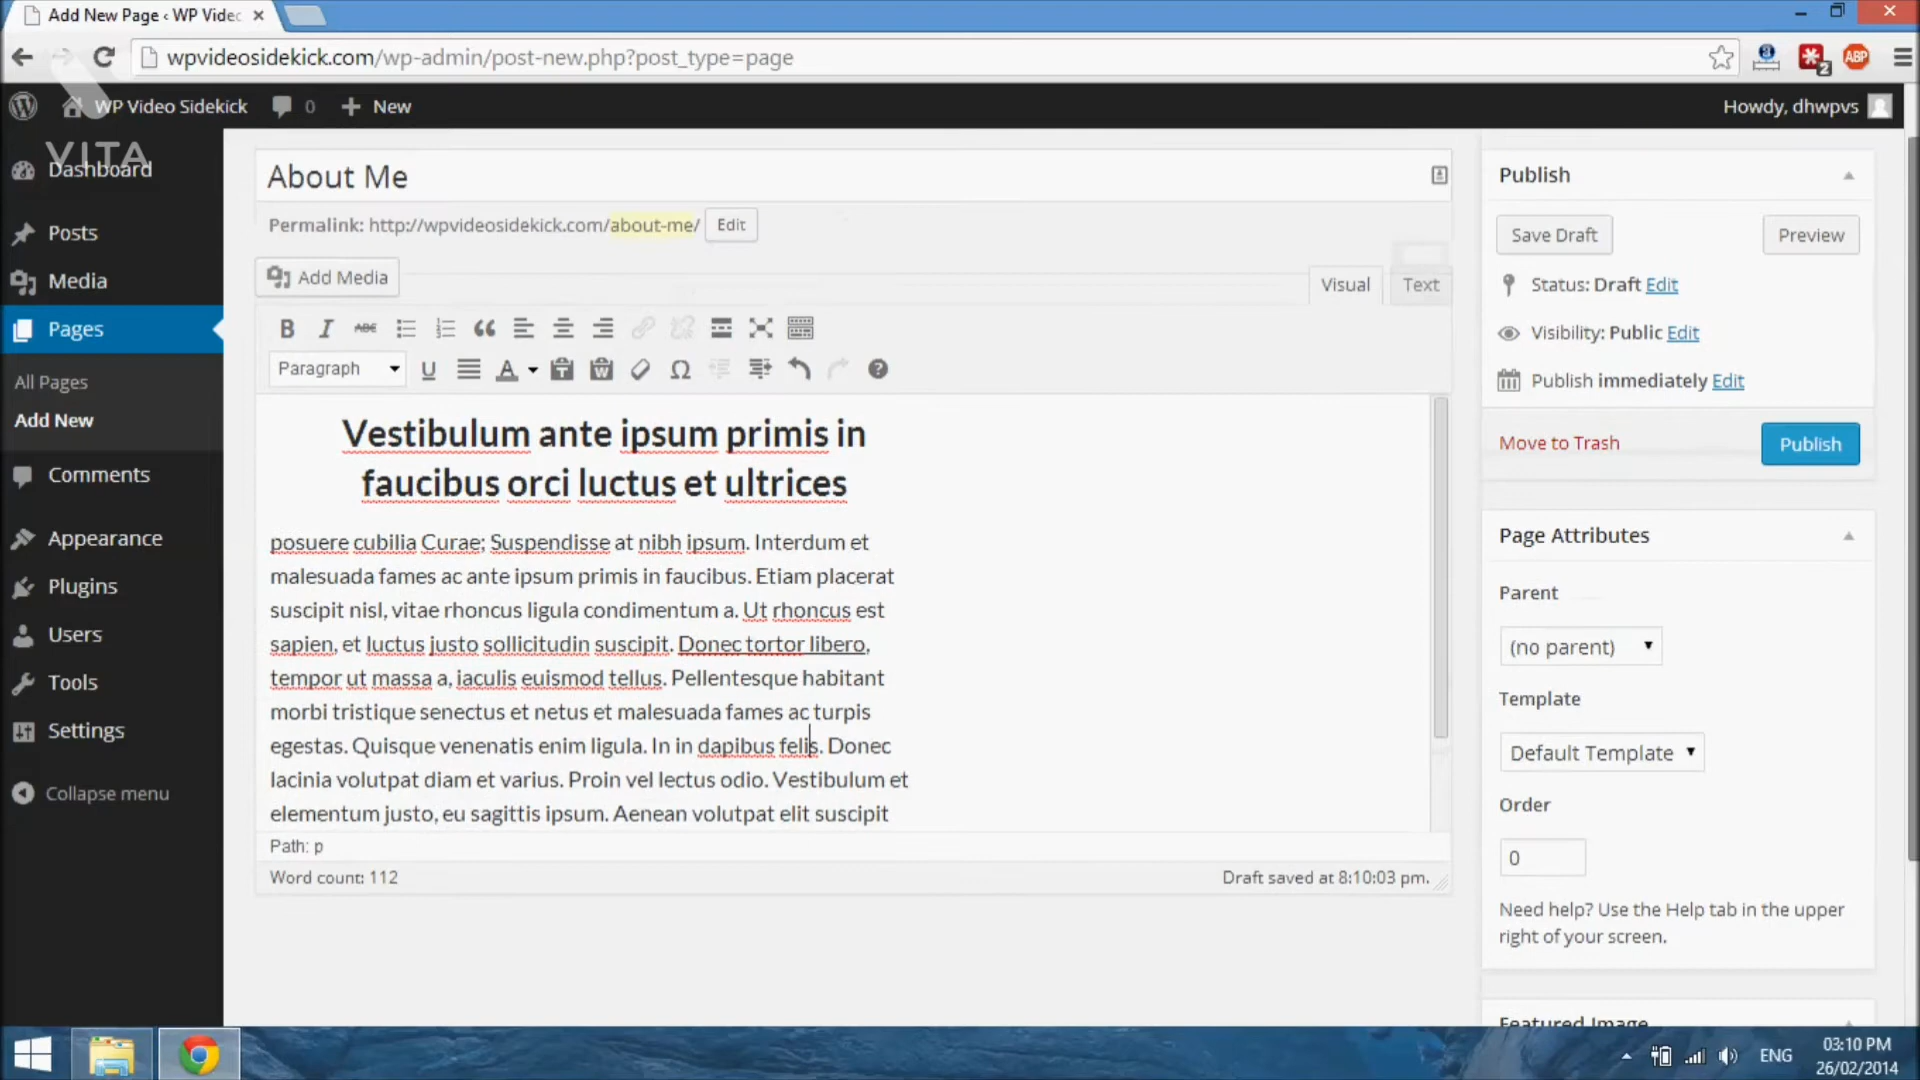 Add New Page ‹ WP Videc
wpvideosidekick.com/wp-admin/post-new.php?post_type=page
3
2
ABP
WP Video Sidekick
0
New
Howdy, dhwpvs
VITA
Dashboard
Posts
Media
Pages
All Pages
Add New
Comments
Appearance
Plugins
Users
Tools
Settings
Collapse menu
About Me
Permalink: http://wpvideosidekick.com/about-me/ Edit
Add Media
Visual
Text
B I ABC
Paragraph
U A T W Ω ?
Vestibulum ante ipsum primis in
faucibus orci luctus et ultrices
posuere cubilia Curae; Suspendisse at nibh ipsum. Interdum et
malesuada fames ac ante ipsum primis in faucibus. Etiam placerat
suscipit nisl, vitae rhoncus ligula condimentum a. Ut rhoncus est
sapien, et luctus justo sollicitudin suscipit. Donec tortor libero,
tempor ut massa a, iaculis euismod tellus. Pellentesque habitant
morbi tristique senectus et netus et malesuada fames ac turpis
egestas. Quisque venenatis enim ligula. In in dapibus felis. Donec
lacinia volutpat diam et varius. Proin vel lectus odio. Vestibulum et
elementum justo, eu sagittis ipsum. Aenean volutpat elit suscipit
Path: p
Word count: 112
Draft saved at 8:10:03 pm.
Publish
Save Draft
Preview
Status: Draft Edit
Visibility: Public Edit
Publish immediately Edit
Move to Trash
Publish
Page Attributes
Parent
(no parent)
Template
Default Template
Order
0
Need help? Use the Help tab in the upper
right of your screen.
Featured Image
ENG
03:10 PM
26/02/2014